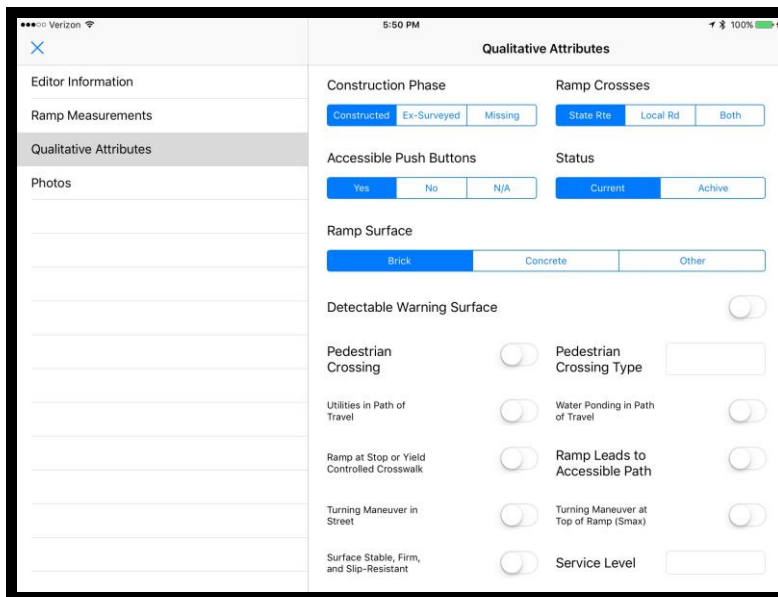 Verizon 5:50 PM 100%
Qualitative Attributes
Editor Information
Ramp Measurements
Qualitative Attributes
Photos
Construction Phase Ramp Crossses
Constructed Ex-Surveyed Missing State Rte Local Rd Both
Accessible Push Buttons Status
Yes No N/A Current Achive
Ramp Surface
Brick Concrete Other
Detectable Warning Surface
Pedestrian
Crossing
Pedestrian
Crossing Type
Utilities in Path of
Travel
Water Ponding in Path
of Travel
Ramp at Stop or Yield
Controlled Crosswalk
Ramp Leads to
Accessible Path
Turning Maneuver in
Street
Turning Maneuver at
Top of Ramp (Smax)
Surface Stable, Firm,
and Slip-Resistant
Service Level